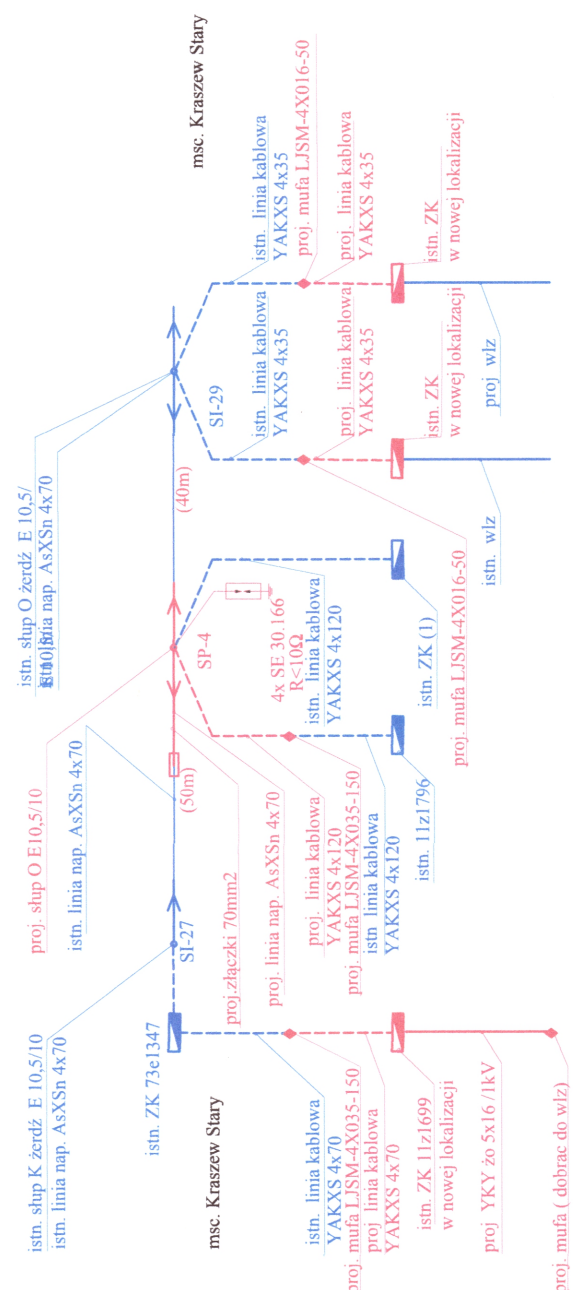 istn. słup K żerdź E 10,5/10
istn. linia nap. AsXSn 4x70
istn. ZK 73e1347
SI-27
msc. Kraszew Stary
istn. linia kablowa
YAKXS 4x70
proj. mufa LJSM-4X035-150
proj linia kablowa
YAKXS 4x70
istn. ZK 11z1699
w nowej lokalizacji
proj YKY żo 5x16 /1kV
proj. mufa ( dobrac do wlz)
proj. słup O E10,5/10
istn. linia nap. AsXSn 4x70
(50m)
proj.złączki 70mm2
proj. linia nap. AsXSn 4x70
proj. linia kablowa
YAKXS 4x120
proj. mufa LJSM-4X035-150
istn linia kablowa
YAKXS 4x120
istn. 11z1796
SP-4
4x SE 30.166
R<10Ω
istn. linia kablowa
YAKXS 4x120
istn. ZK (1)
istn. słup O żerdź E 10,5/
istn. linia nap. AsXSn 4x70
(40m)
SI-29
istn. linia kablowa
YAKXS 4x35
proj. mufa LJSM-4X016-50
proj. linia kablowa
YAKXS 4x35
istn. ZK
w nowej lokalizacji
istn. wlz
msc. Kraszew Stary
istn. linia kablowa
YAKXS 4x35
proj. mufa LJSM-4X016-50
proj. linia kablowa
YAKXS 4x35
istn. ZK
w nowej lokalizacji
proj wlz